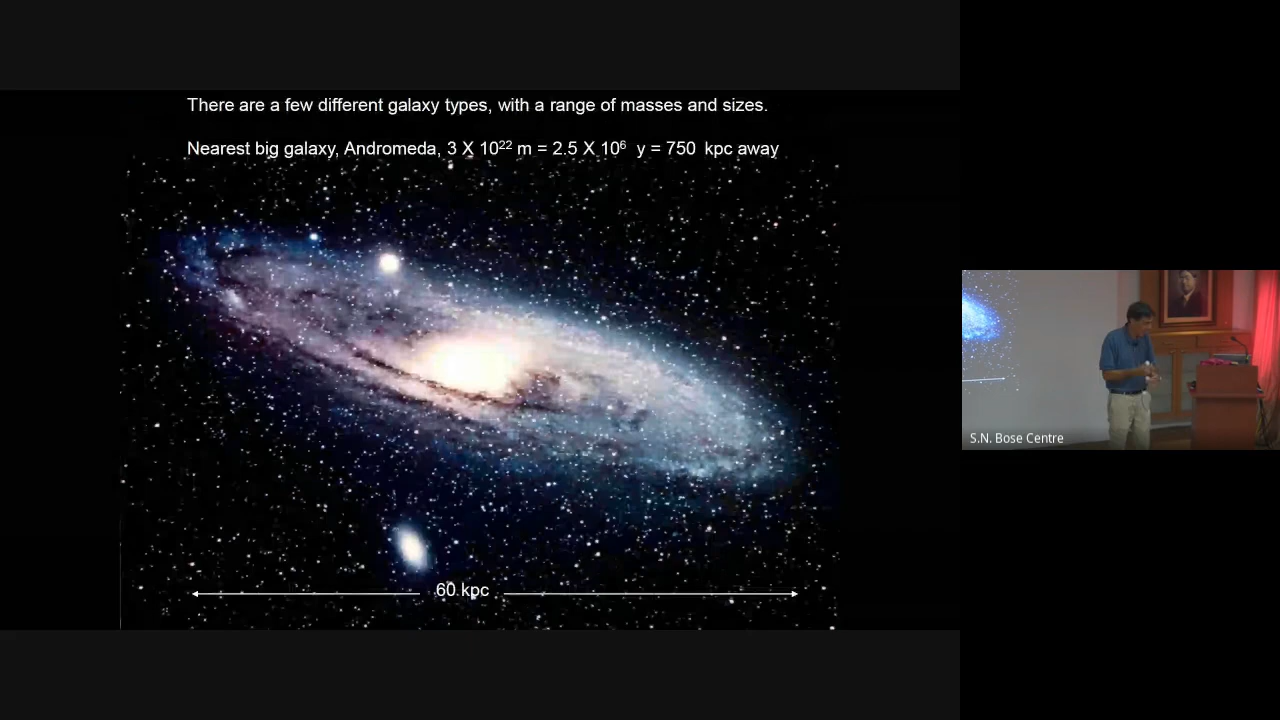 There are a few different galaxy types, with a range of masses and sizes.
Nearest big galaxy, Andromeda, 3 X 10²² m = 2.5 X 10⁶ y = 750 kpc away
60 kpc
S.N. Bose Centre